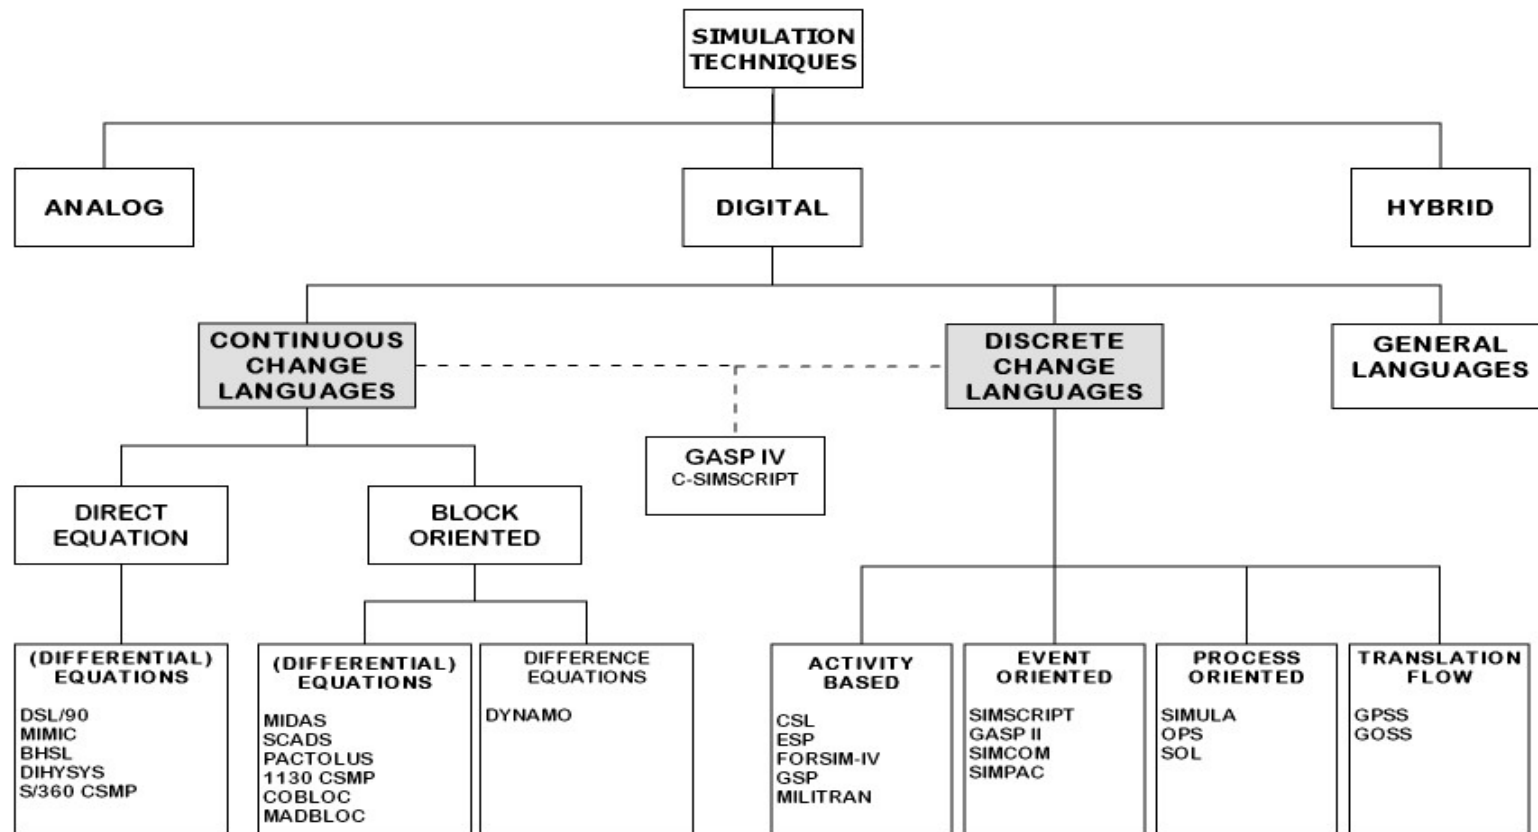 SIMULATION
TECHNIQUES
ANALOG
DIGITAL
HYBRID
CONTINUOUS
CHANGE
LANGUAGES
DISCRETE
CHANGE
LANGUAGES
GENERAL
LANGUAGES
GASP IV
C-SIMSCRIPT
DIRECT
EQUATION
BLOCK
ORIENTED
(DIFFERENTIAL)
EQUATIONS
DSL/90
MIMIC
BHSL
DIHYSYS
S/360 CSMP
(DIFFERENTIAL)
EQUATIONS
MIDAS
SCADS
PACTOLUS
1130 CSMP
COBLOC
MADBLOC
DIFFERENCE
EQUATIONS
DYNAMO
ACTIVITY
BASED
CSL
ESP
FORSIM-IV
GSP
MILITRAN
EVENT
ORIENTED
SIMSCRIPT
GASP II
SIMCOM
SIMPAC
PROCESS
ORIENTED
SIMULA
OPS
SOL
TRANSLATION
FLOW
GPSS
GOSS